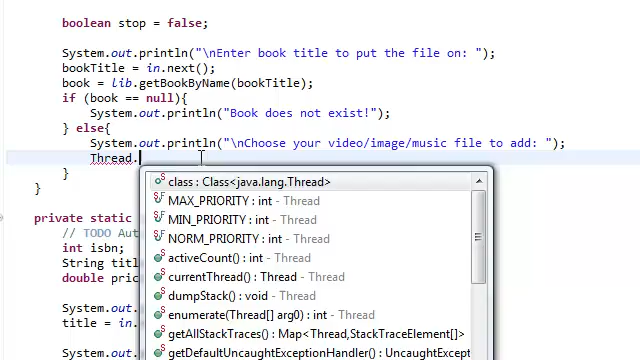 boolean stop = false;
System.out.println("\nEnter book title to put the file on: ");
bookTitle = in.next();
book = lib.getBookByName(bookTitle);
if (book == null){
System.out.println("Book does not exist!");
} else{
System.out.println("\nChoose your video/image/music file to add: ");
Thread.
}
}
class : Class<java.lang.Thread>
MAX_PRIORITY : int - Thread
MIN_PRIORITY : int - Thread
NORM_PRIORITY : int - Thread
activeCount() : int - Thread
currentThread() : Thread - Thread
dumpStack() : void - Thread
enumerate(Thread[] arg0) : int - Thread
getAllStackTraces() : Map<Thread,StackTraceElement[]>
getDefaultUncaughtExceptionHandler() : UncaughtExcept
private static
// TODO Aut
int isbn;
String titl
double pric
System.out.
title = in.
System.out.